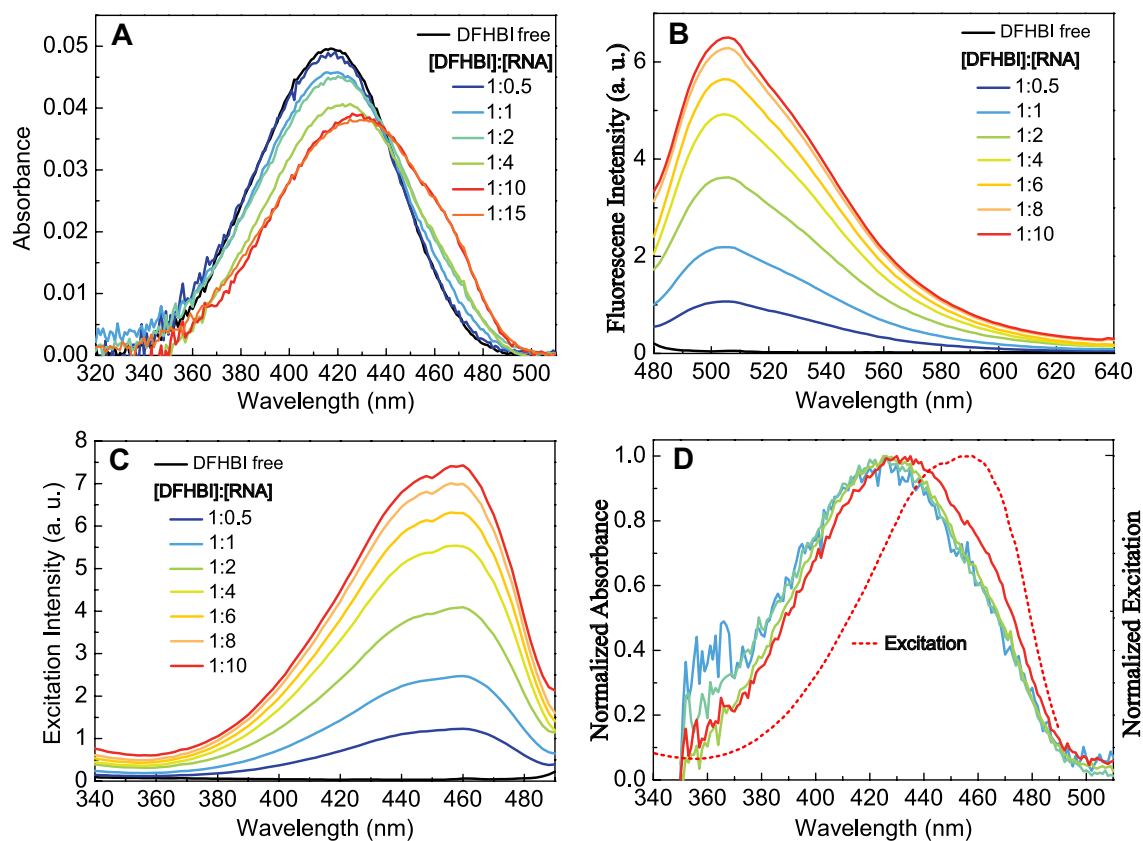 A
DFHBI free
[DFHBI]:[RNA]
1:0.5
1:1
1:2
1:4
1:10
1:15
Absorbance
0.05
0.04
0.03
0.02
0.01
0.00
320 340 360 380 400 420 440 460 480 500
Wavelength (nm)
B
DFHBI free
[DFHBI]:[RNA]
1:0.5
1:1
1:2
1:4
1:6
1:8
1:10
Fluorescene Inetensity (a. u.)
6
4
2
0
480 500 520 540 560 580 600 620 640
Wavelength (nm)
C
DFHBI free
[DFHBI]:[RNA]
1:0.5
1:1
1:2
1:4
1:6
1:8
1:10
Excitation Intensity (a. u.)
8
7
6
5
4
3
2
1
0
340 360 380 400 420 440 460 480
Wavelength (nm)
D
Excitation
Normalized Absorbance
1.0
0.8
0.6
0.4
0.2
0.0
340 360 380 400 420 440 460 480 500
Wavelength (nm)
Normalized Excitation